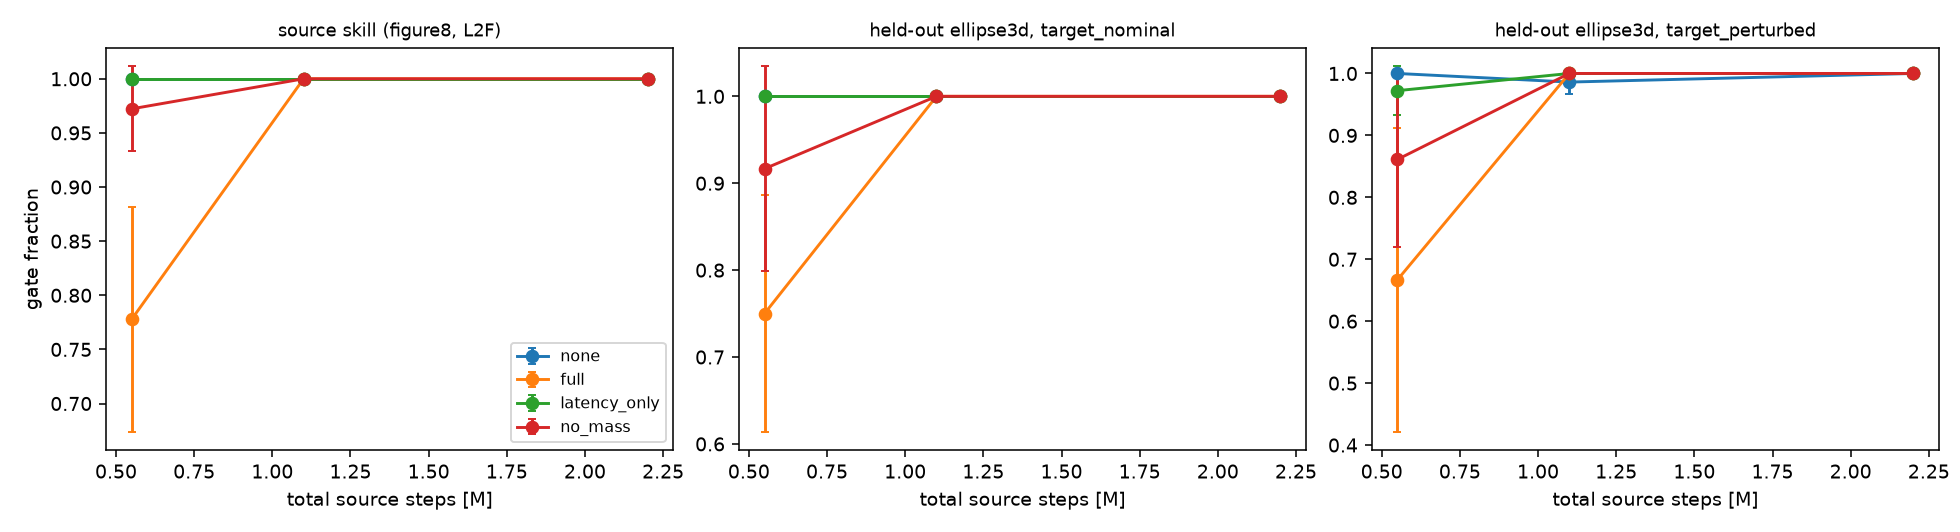 source skill (figure8, L2F)
gate fraction
1.00
0.95
0.90
0.85
0.80
0.75
0.70
none
full
latency_only
no_mass
0.50 0.75 1.00 1.25 1.50 1.75 2.00 2.25
total source steps [M]
held-out ellipse3d, target_nominal
1.0
0.9
0.8
0.7
0.6
0.50 0.75 1.00 1.25 1.50 1.75 2.00 2.25
total source steps [M]
held-out ellipse3d, target_perturbed
1.0
0.9
0.8
0.7
0.6
0.5
0.4
0.50 0.75 1.00 1.25 1.50 1.75 2.00 2.25
total source steps [M]